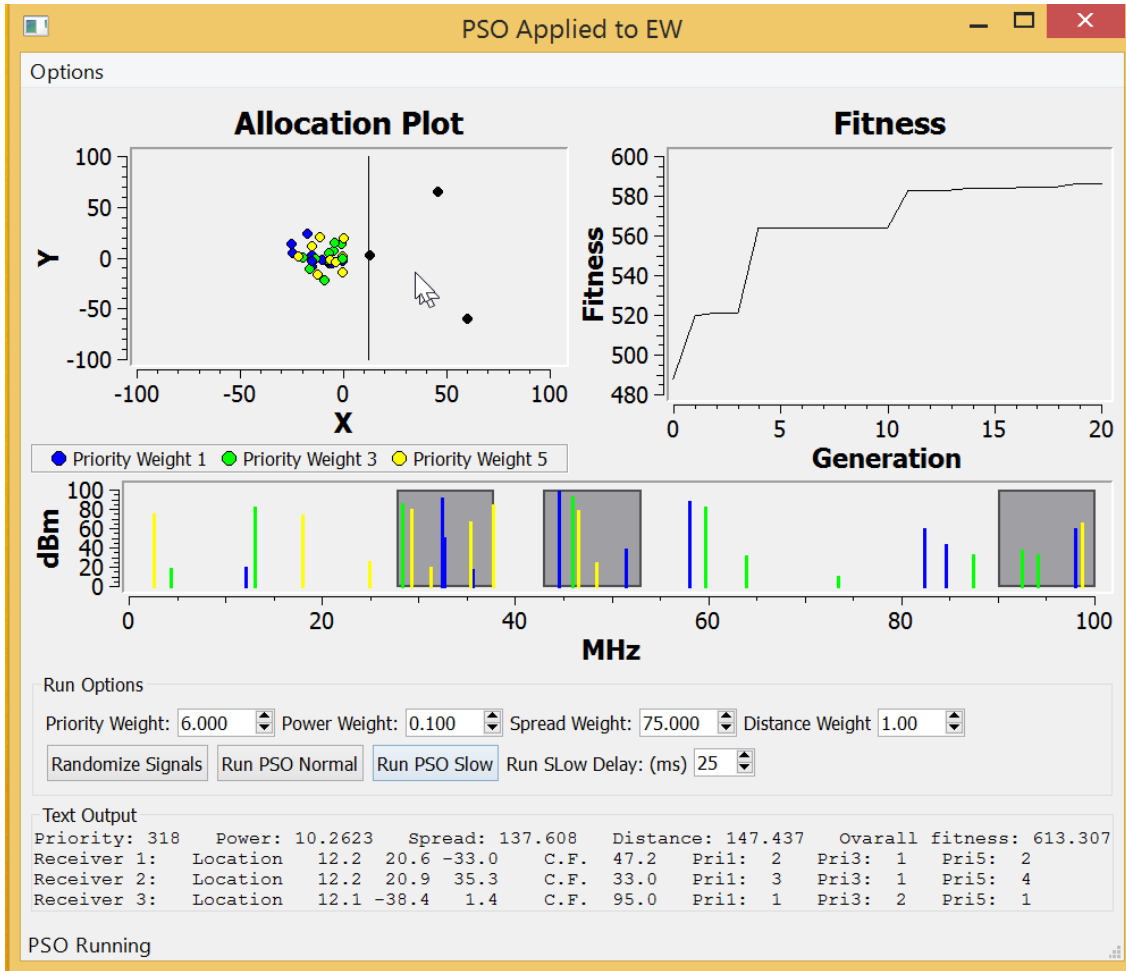 PSO Applied to EW
Options
Allocation Plot
100
50
0
-50
-100
Y
-100 -50 0 50 100
X
Priority Weight 1 Priority Weight 3 Priority Weight 5
Fitness
600
580
560
540
520
500
480
Fitness
0 5 10 15 20
Generation
100
80
60
40
20
0
dBm
0 20 40 60 80 100
MHz
Run Options
Priority Weight: 6.000 Power Weight: 0.100 Spread Weight: 75.000 Distance Weight 1.00
Randomize Signals Run PSO Normal Run PSO Slow Run SLow Delay: (ms) 25
Text Output
Priority: 318 Power: 10.2623 Spread: 137.608 Distance: 147.437 Ovarall fitness: 613.307
Receiver 1: Location 12.2 20.6 -33.0 C.F. 47.2 Pri1: 2 Pri3: 1 Pri5: 2
Receiver 2: Location 12.2 20.9 35.3 C.F. 33.0 Pri1: 3 Pri3: 1 Pri5: 4
Receiver 3: Location 12.1 -38.4 1.4 C.F. 95.0 Pri1: 1 Pri3: 2 Pri5: 1
PSO Running